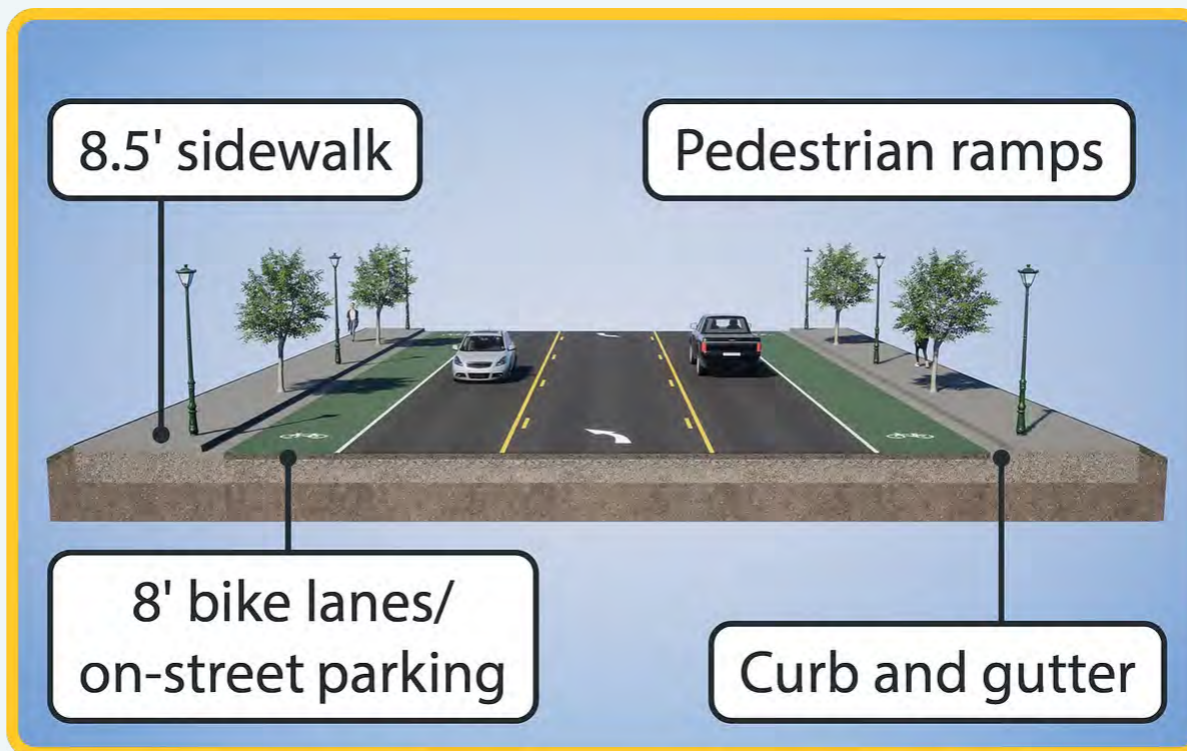 8.5' sidewalk
Pedestrian ramps
8' bike lanes/
on-street parking
Curb and gutter